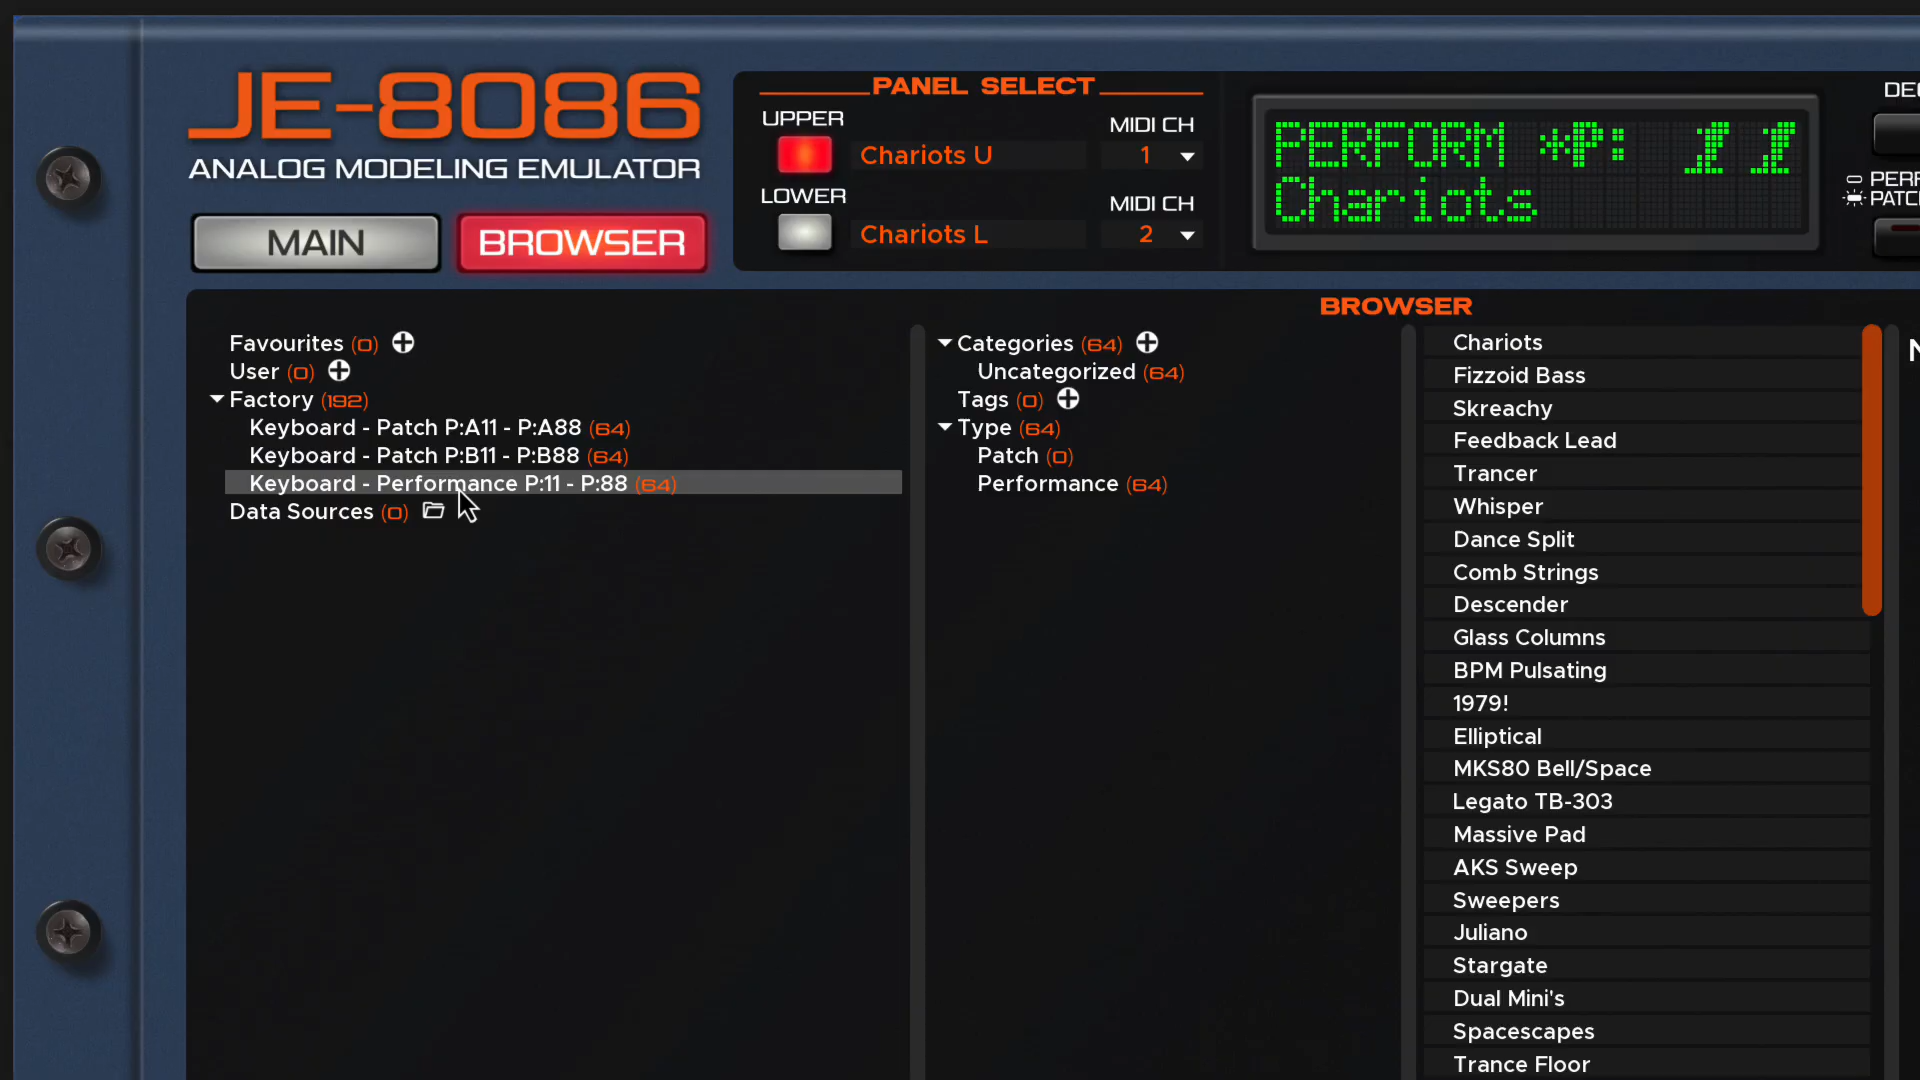 JE-8086
ANALOG MODELING EMULATOR
MAIN
BROWSER
PANEL SELECT
UPPER
Chariots U
MIDI CH
1
LOWER
Chariots L
MIDI CH
2
PERFORM *P: 11
Chariots
BROWSER
Favourites (0)
User (0)
Factory (192)
Keyboard - Patch P:A11 - P:A88 (64)
Keyboard - Patch P:B11 - P:B88 (64)
Keyboard - Performance P:11 - P:88 (64)
Data Sources (0)
Categories (64)
Uncategorized (64)
Tags (0)
Type (64)
Patch (0)
Performance (64)
Chariots
Fizzoid Bass
Skreachy
Feedback Lead
Trancer
Whisper
Dance Split
Comb Strings
Descender
Glass Columns
BPM Pulsating
1979!
Elliptical
MKS80 Bell/Space
Legato TB-303
Massive Pad
AKS Sweep
Sweepers
Juliano
Stargate
Dual Mini's
Spacescapes
Trance Floor